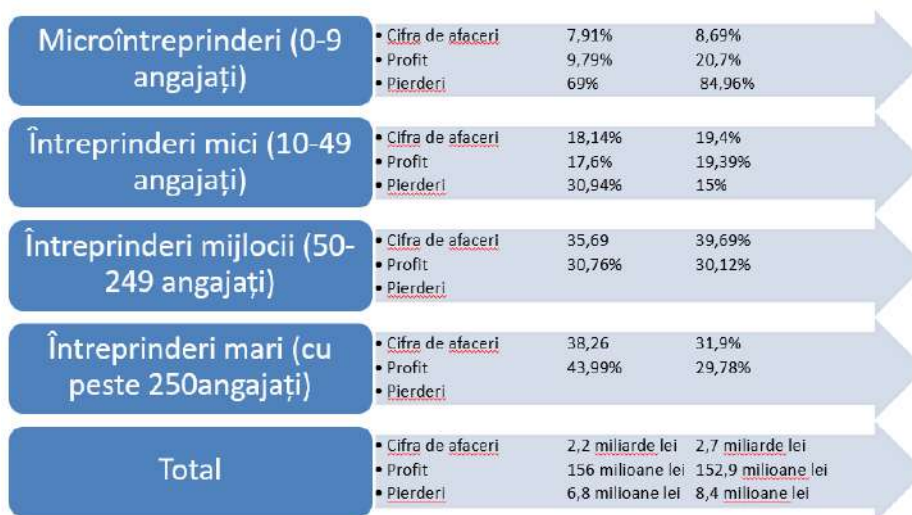 Microîntreprinderi (0-9
angajați)
• Cifra de afaceri 7,91% 8,69%
• Profit 9,79% 20,7%
• Pierderi 69% 84,96%
Întreprinderi mici (10-49
angajați)
• Cifra de afaceri 18,14% 19,4%
• Profit 17,6% 19,39%
• Pierderi 30,94% 15%
Întreprinderi mijlocii (50-
249 angajați)
• Cifra de afaceri 35,69 39,69%
• Profit 30,76% 30,12%
• Pierderi
Întreprinderi mari (cu
peste 250angajați)
• Cifra de afaceri 38,26 31,9%
• Profit 43,99% 29,78%
• Pierderi
Total
• Cifra de afaceri 2,2 miliarde lei 2,7 miliarde lei
• Profit 156 milioane lei 152,9 milioane lei
• Pierderi 6,8 milioane lei 8,4 milioane lei